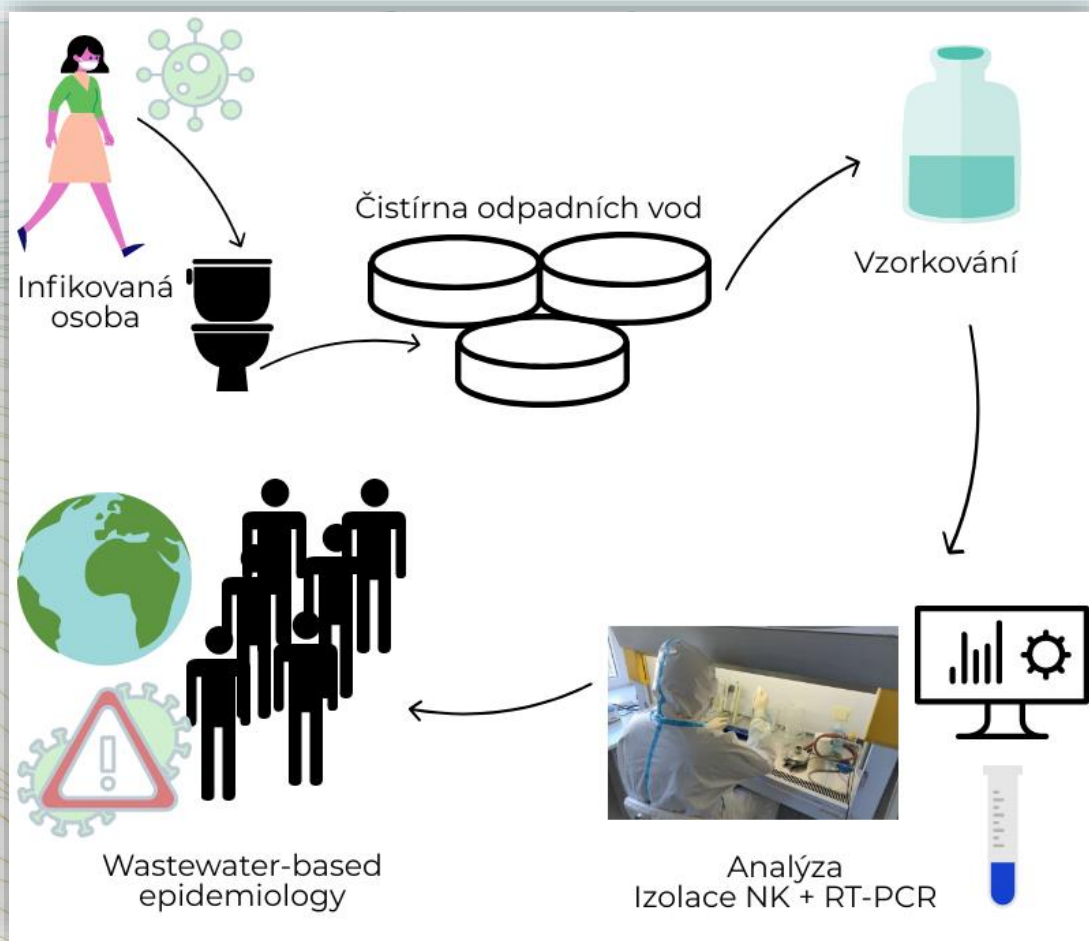 Infikovaná
osoba
Čistírna odpadních vod
Vzorkování
Analýza
Izolace NK + RT-PCR
Wastewater-based
epidemiology